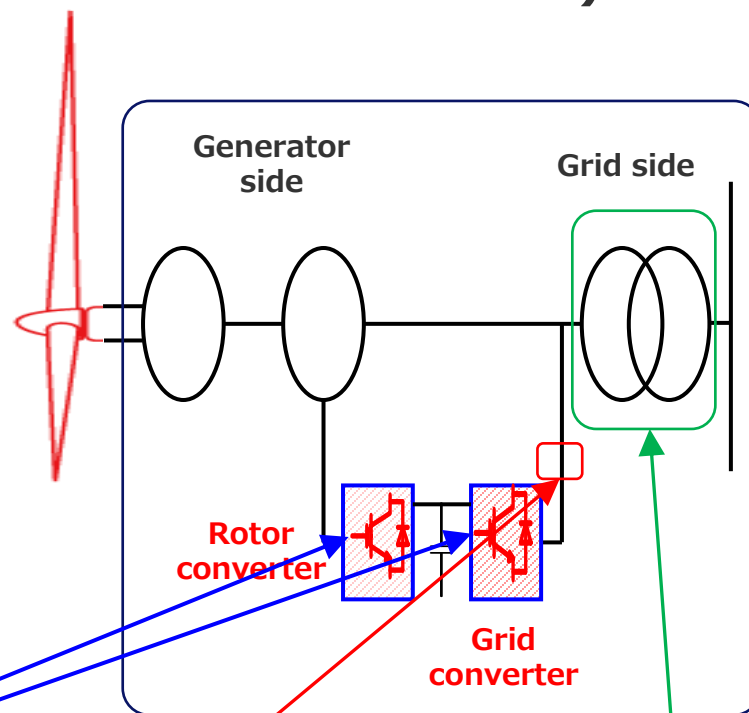 Generator
side
Grid side
Rotor
converter
Grid
converter